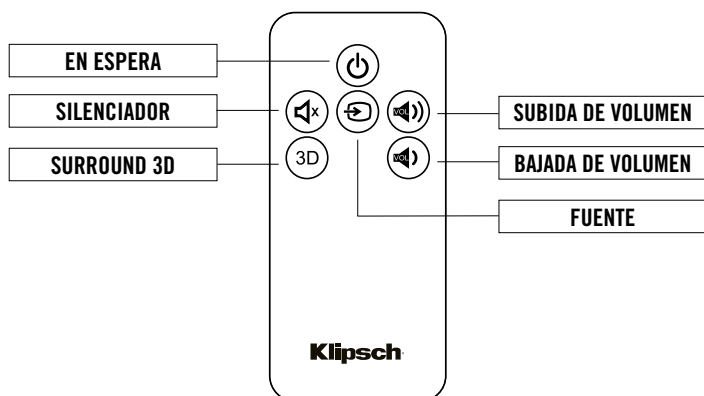 EN ESPERA
SILENCIADOR
SURROUND 3D
3D
VOL
SUBIDA DE VOLUMEN
VOL
BAJADA DE VOLUMEN
FUENTE
Klipsch